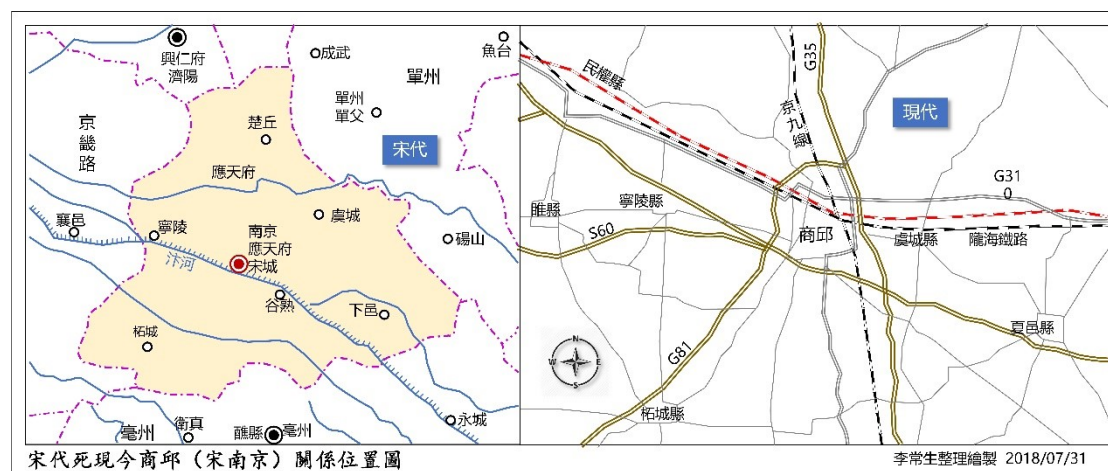 興仁府
濟陽
成武
魚台
單州
單州
單父
京畿路
楚丘
宋代
應天府
虞城
襄邑
寧陵
南京
應天府
宋城
碭山
汴河
谷熟
下邑
柘城
永城
亳州
衛真
譙縣
亳州
民權縣
京九線
G35
現代
G31
0
睢縣
寧陵縣
S60
商邱
虞城縣
隴海鐵路
夏邑縣
N
W
E
S
G81
柘城縣
宋代死現今商邱（宋南京）關係位置圖
李常生整理繪製 2018/07/31